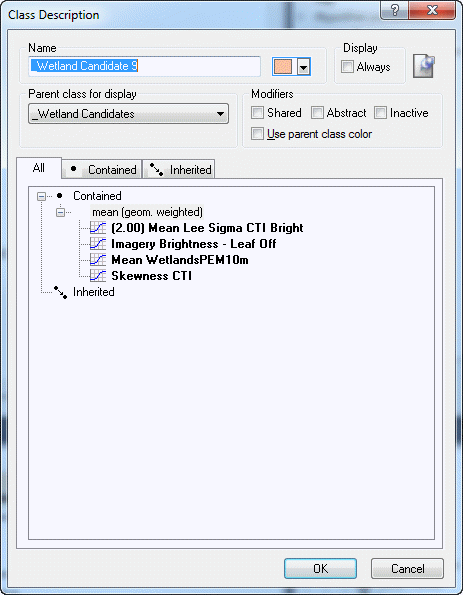 Class Description
Name
_Wetland Candidate 9
Display
Always
Parent class for display
_Wetland Candidates
Modifiers
Shared Abstract Inactive
Use parent class color
All Contained Inherited
Contained
mean (geom. weighted)
(2.00) Mean Lee Sigma CTI Bright
Imagery Brightness - Leaf Off
Mean WetlandsPEM10m
Skewness CTI
Inherited
OK Cancel